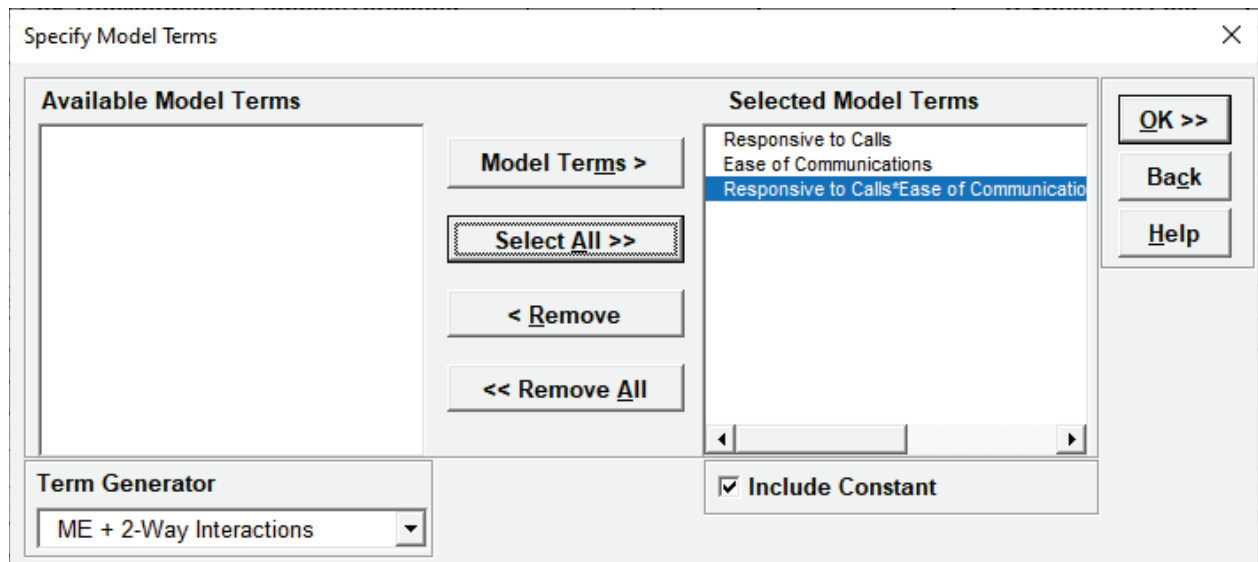 Specify Model Terms
Available Model Terms
Selected Model Terms
Responsive to Calls
Ease of Communications
Responsive to Calls*Ease of Communicatio
Model Terms >
Select All >>
< Remove
<< Remove All
OK >>
Back
Help
Term Generator
ME + 2-Way Interactions
Include Constant